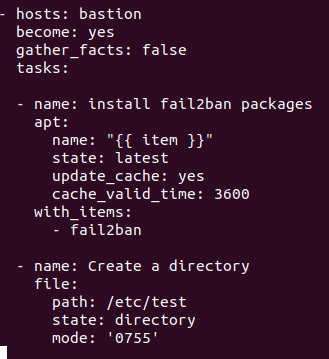 - hosts: bastion
  become: yes
  gather_facts: false
  tasks:

  - name: install fail2ban packages
    apt:
      name: "{{ item }}"
      state: latest
      update_cache: yes
      cache_valid_time: 3600
    with_items:
      - fail2ban

  - name: Create a directory
    file:
      path: /etc/test
      state: directory
      mode: '0755'